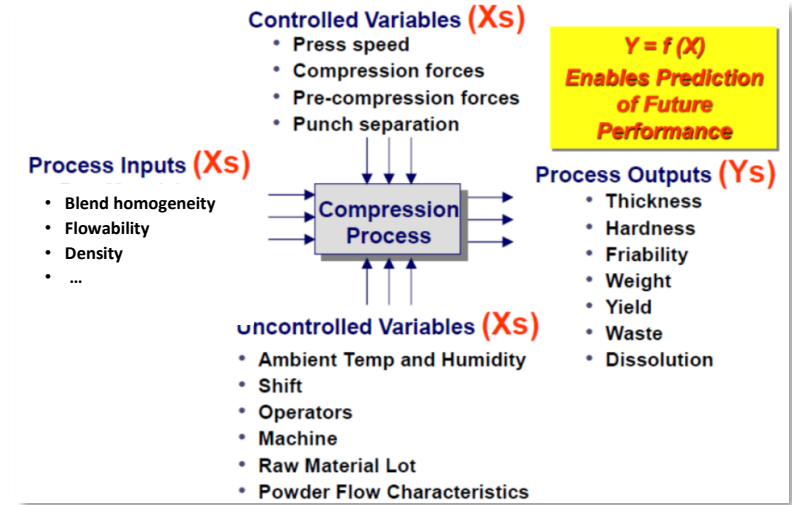 Controlled Variables (Xs)
• Press speed
• Compression forces
• Pre-compression forces
• Punch separation
Y = f (X)
Enables Prediction
of Future
Performance
Process Inputs (Xs)
• Blend homogeneity
• Flowability
• Density
• ...
Compression
Process
Process Outputs (Ys)
• Thickness
• Hardness
• Friability
• Weight
• Yield
• Waste
• Dissolution
Uncontrolled Variables (Xs)
• Ambient Temp and Humidity
• Shift
• Operators
• Machine
• Raw Material Lot
• Powder Flow Characteristics